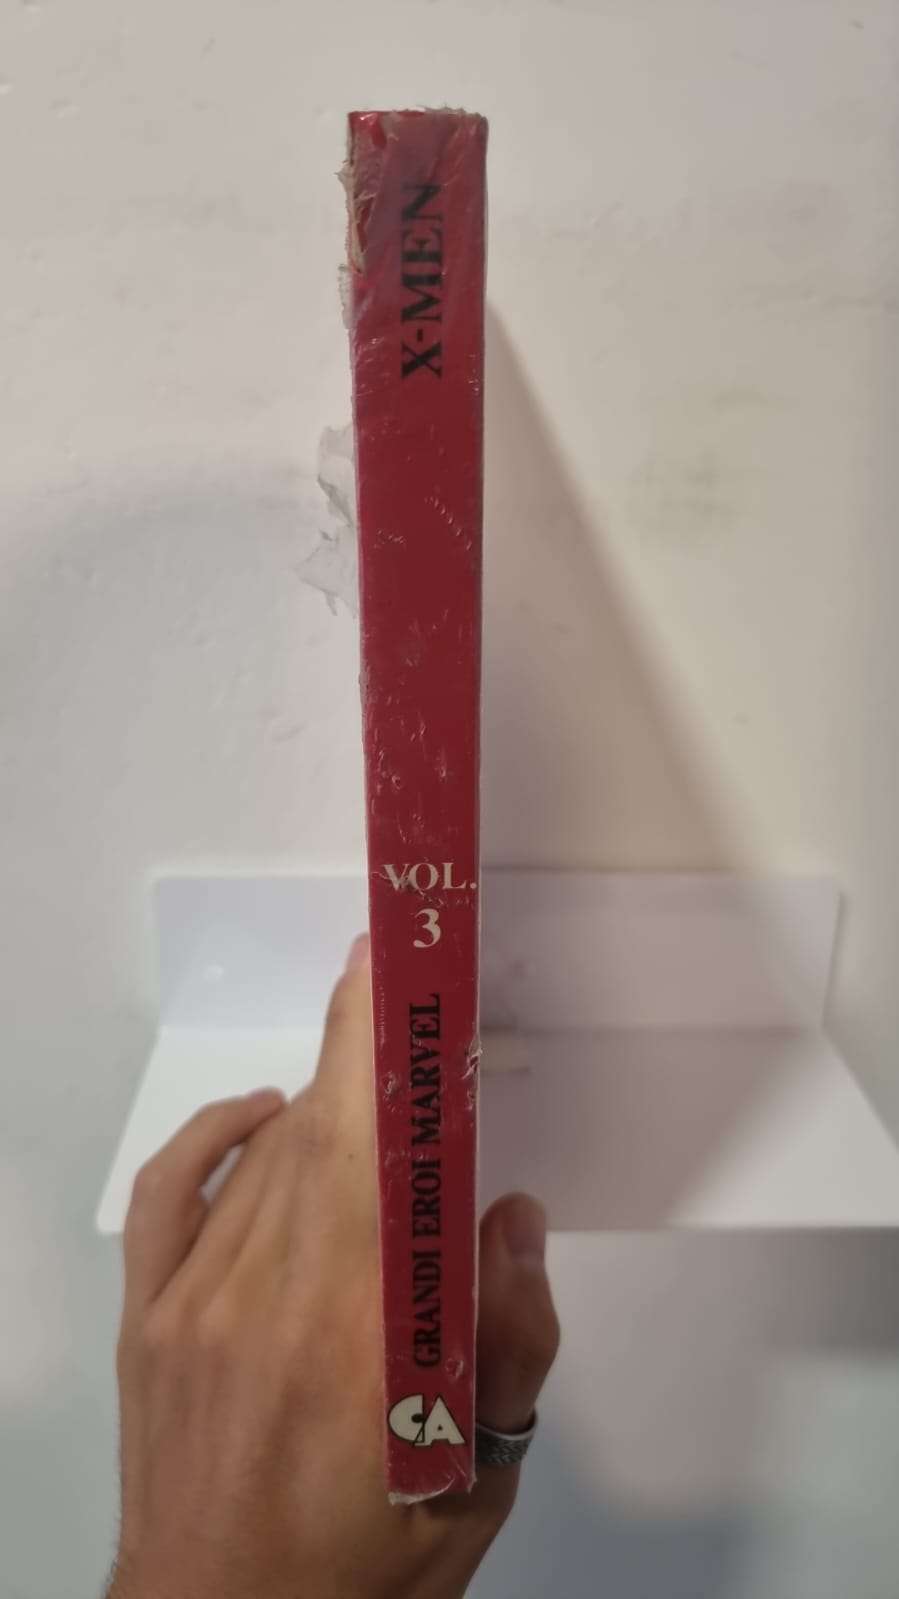 X-MEN
VOL.
3
GRANDI EROI MARVEL
CA